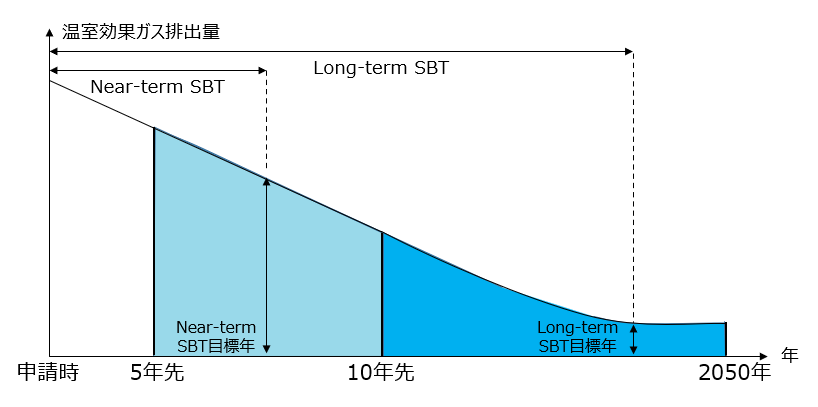 温室効果ガス排出量
Long-term SBT
Near-term SBT
Near-term
SBT目標年
Long-term
SBT目標年
年
申請時
5年先
10年先
2050年